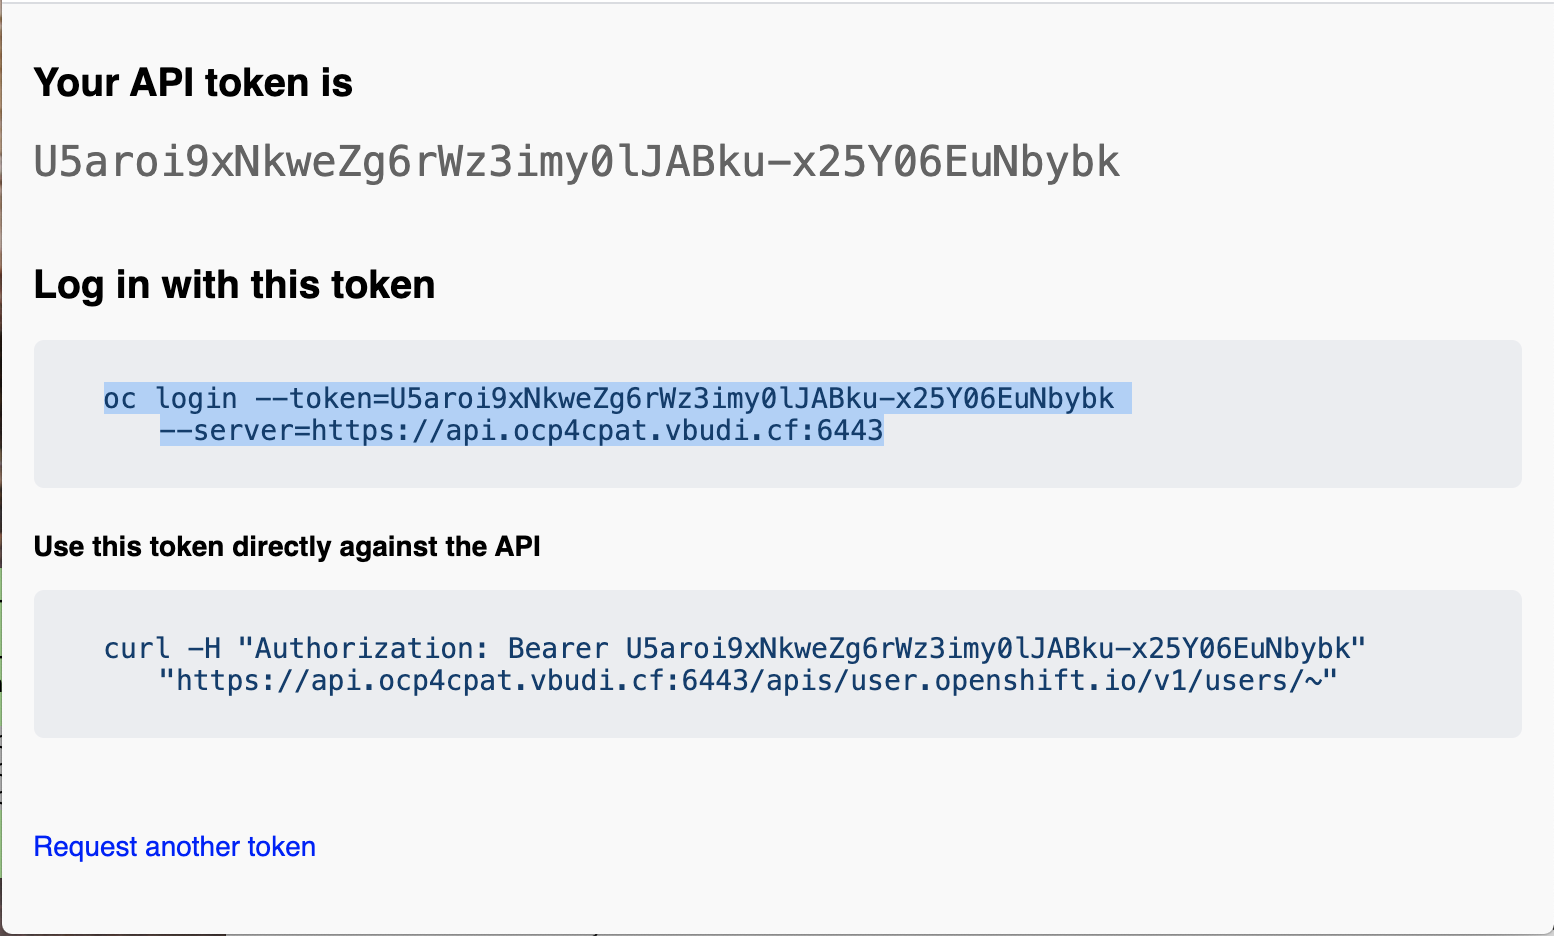 Your API token is
U5aroi9xNkweZg6rWz3imy0lJABku-x25Y06EuNbybk
Log in with this token
oc login --token=U5aroi9xNkweZg6rWz3imy0lJABku-x25Y06EuNbybk
--server=https://api.ocp4cpat.vbudi.cf:6443
Use this token directly against the API
curl -H "Authorization: Bearer U5aroi9xNkweZg6rWz3imy0lJABku-x25Y06EuNbybk"
"https://api.ocp4cpat.vbudi.cf:6443/apis/user.openshift.io/v1/users/~"
Request another token